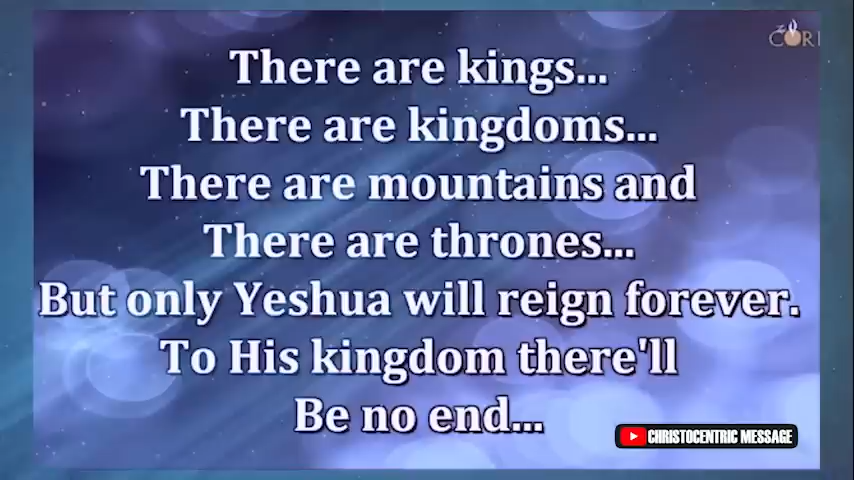 CORI
There are kings...
There are kingdoms...
There are mountains and
There are thrones...
But only Yeshua will reign forever.
To His kingdom there'll
Be no end...
CHRISTOCENTRIC MESSAGE